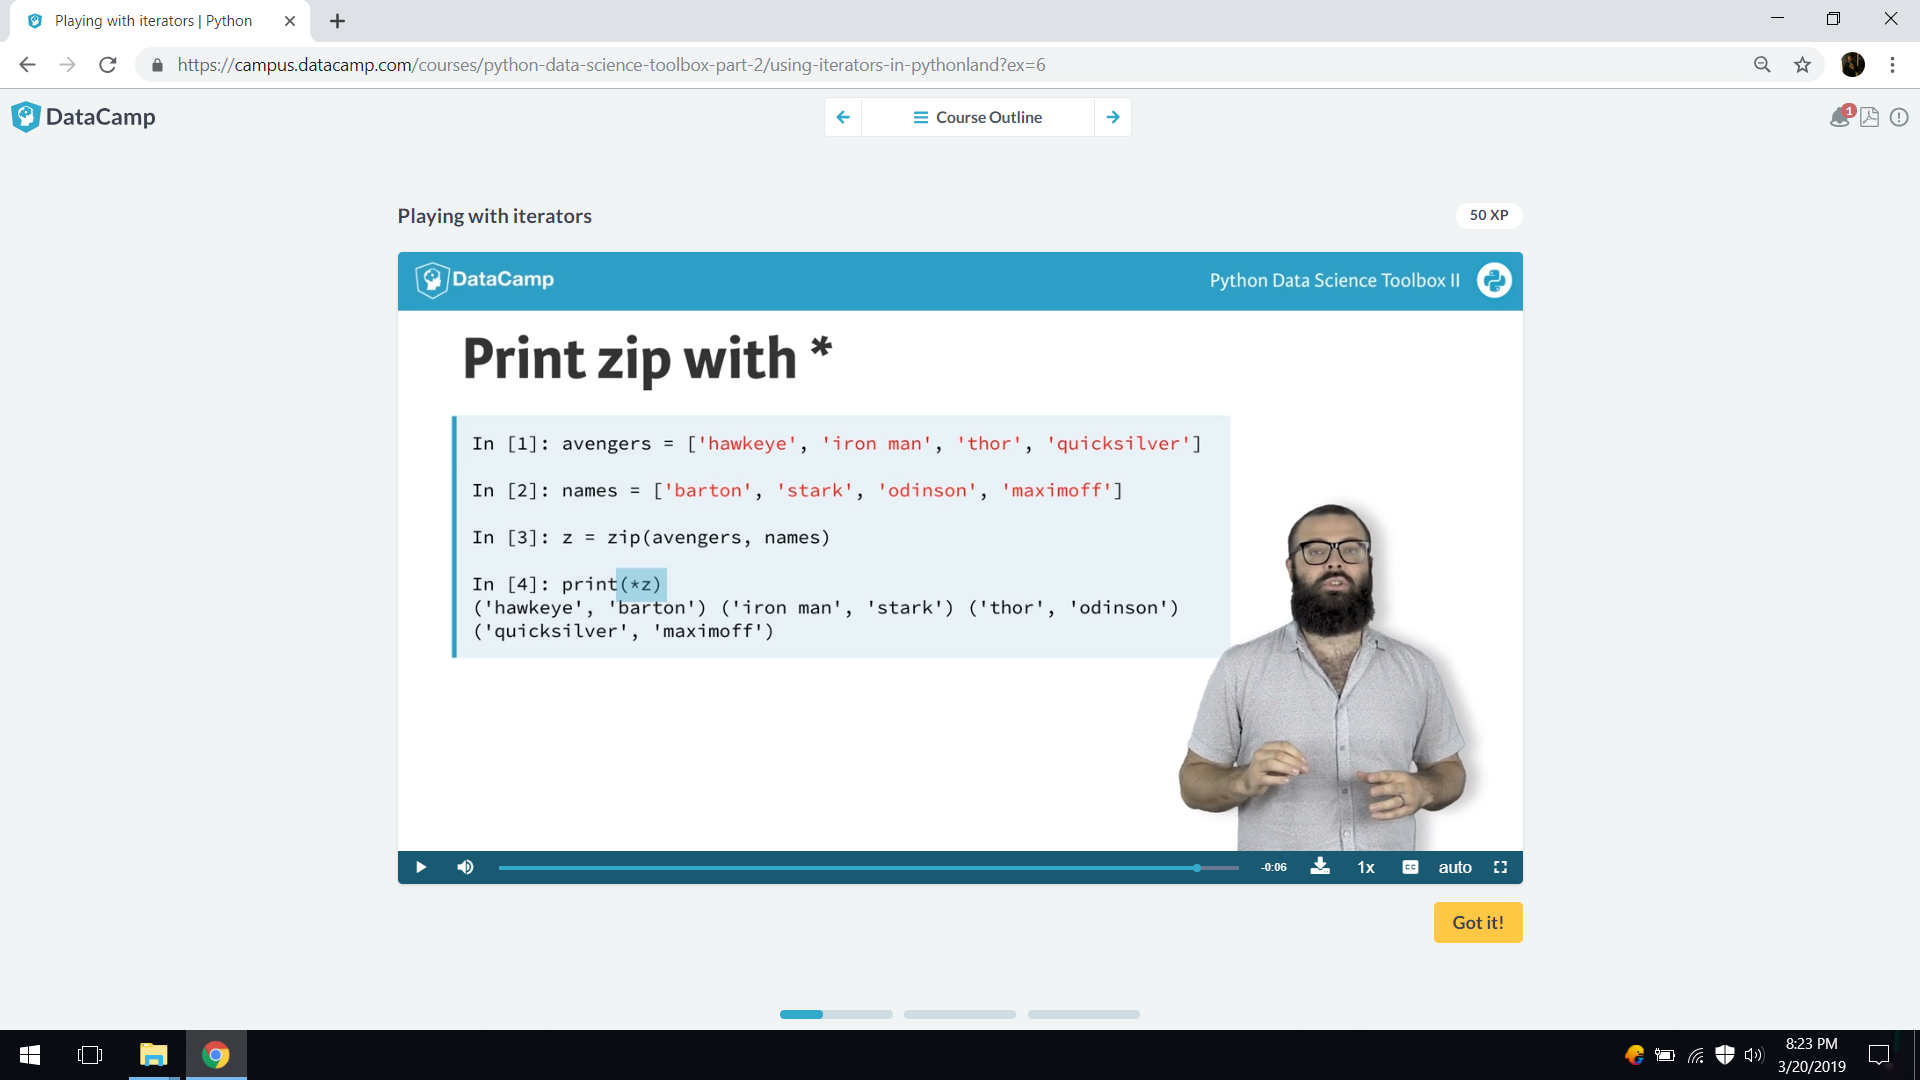 Playing with iterators | Python
https://campus.datacamp.com/courses/python-data-science-toolbox-part-2/using-iterators-in-pythonland?ex=6
DataCamp
Course Outline
1
Playing with iterators
50 XP
DataCamp
Python Data Science Toolbox II
Print zip with *
In [1]: avengers = ['hawkeye', 'iron man', 'thor', 'quicksilver']
In [2]: names = ['barton', 'stark', 'odinson', 'maximoff']
In [3]: z = zip(avengers, names)
In [4]: print(*z)
('hawkeye', 'barton') ('iron man', 'stark') ('thor', 'odinson')
('quicksilver', 'maximoff')
-0:06
1x
CC
auto
Got it!
8:23 PM
3/20/2019